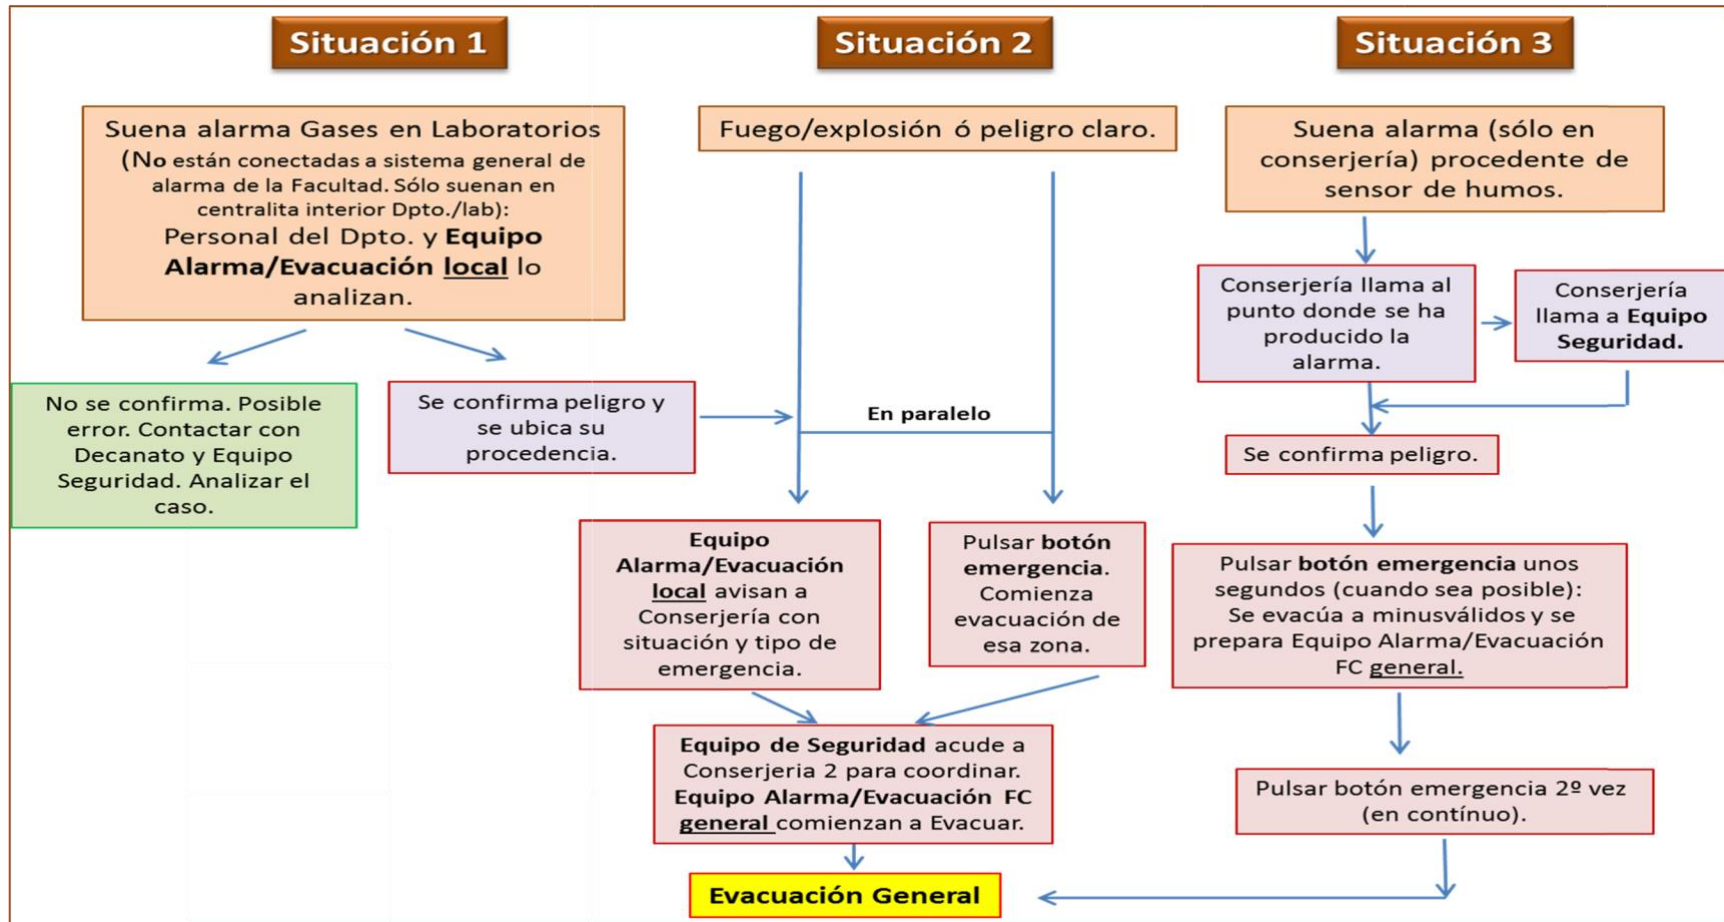 Situación 1
Situación 2
Situación 3
Suena alarma Gases en Laboratorios
(No están conectadas a sistema general de
alarma de la Facultad. Sólo suenan en
centralita interior Dpto./lab):
Personal del Dpto. y Equipo
Alarma/Evacuación local lo
analizan.
Fuego/explosión ó peligro claro.
Suena alarma (sólo en
conserjería) procedente de
sensor de humos.
Conserjería llama al
punto donde se ha
producido la
alarma.
Conserjería
llama a Equipo
Seguridad.
No se confirma. Posible
error. Contactar con
Decanato y Equipo
Seguridad. Analizar el
caso.
Se confirma peligro y
se ubica su
procedencia.
En paralelo
Se confirma peligro.
Equipo
Alarma/Evacuación
local avisan a
Conserjería con
situación y tipo de
emergencia.
Pulsar botón
emergencia.
Comienza
evacuación de
esa zona.
Pulsar botón emergencia unos
segundos (cuando sea posible):
Se evacúa a minusválidos y se
prepara Equipo Alarma/Evacuación
FC general.
Equipo de Seguridad acude a
Conserjeria 2 para coordinar.
Equipo Alarma/Evacuación FC
general comienzan a Evacuar.
Pulsar botón emergencia 2º vez
(en contínuo).
Evacuación General